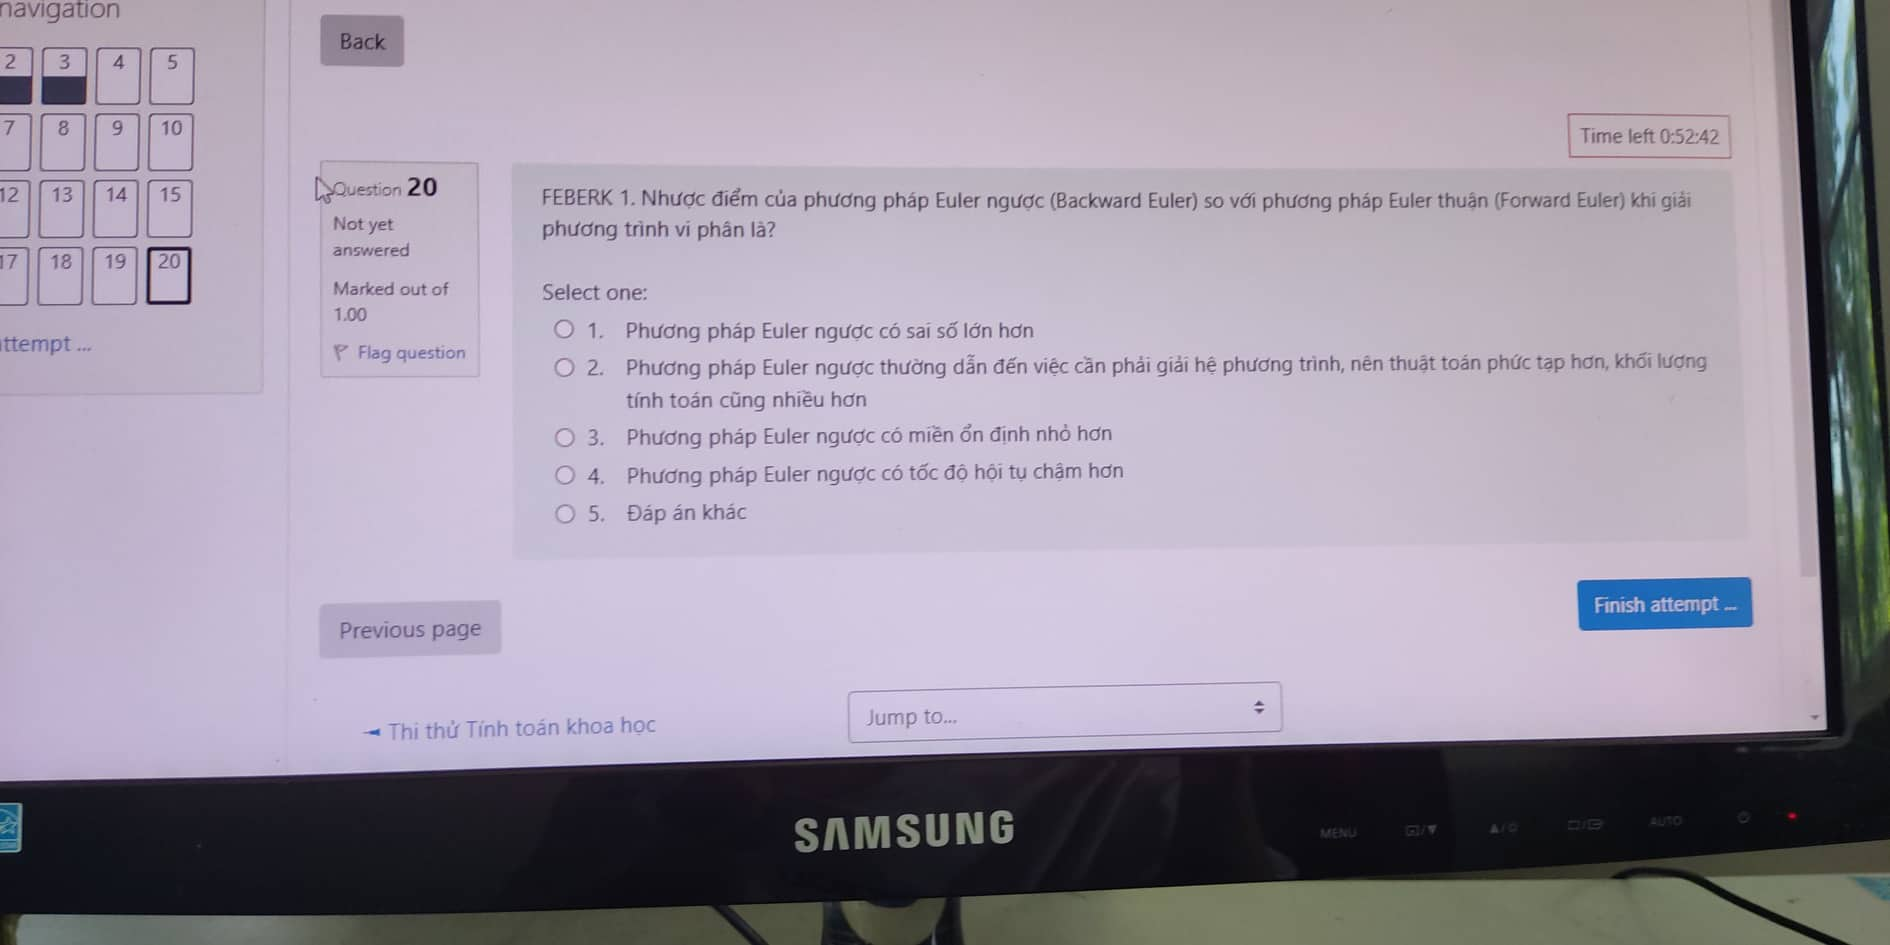 navigation
2 3 4 5
7 8 9 10
12 13 14 15
17 18 19 20
ttempt ...
Back
Time left 0:52:42
Question 20
Not yet
answered
Marked out of
1.00
Flag question
FEBERK 1. Nhược điểm của phương pháp Euler ngược (Backward Euler) so với phương pháp Euler thuận (Forward Euler) khi giải
phương trình vi phân là?
Select one:
1. Phương pháp Euler ngược có sai số lớn hơn
2. Phương pháp Euler ngược thường dẫn đến việc cần phải giải hệ phương trình, nên thuật toán phức tạp hơn, khối lượng
tính toán cũng nhiều hơn
3. Phương pháp Euler ngược có miền ổn định nhỏ hơn
4. Phương pháp Euler ngược có tốc độ hội tụ chậm hơn
5. Đáp án khác
Finish attempt ...
Previous page
Thi thử Tính toán khoa học
Jump to...
SAMSUNG
MENU
AUTO